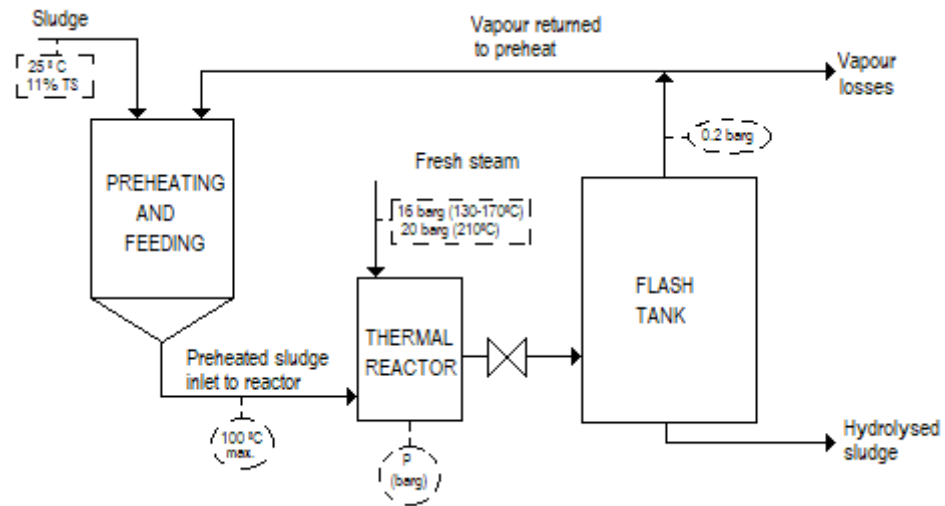 Sludge
25 º C
11% TS
Vapour returned
to preheat
Vapour
losses
0.2 barg
PREHEATING
AND
FEEDING
Fresh steam
16 barg (130-170ºC)
20 barg (210ºC)
FLASH
TANK
THERMAL
REACTOR
Preheated sludge
inlet to reactor
100 ºC
max.
P
(barg)
Hydrolysed
sludge